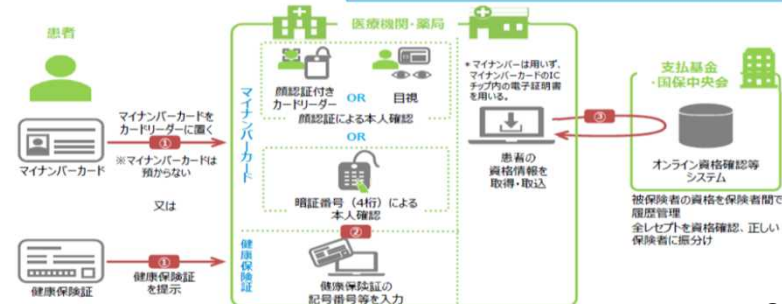 患者
マイナンバーカード
マイナンバーカードを
カードリーダーに置く
①
※マイナンバーカードは
預からない
又は
健康保険証
①
健康保険証
を提示
医療機関・薬局
マイナンバーカード
顔認証付き
カードリーダー
OR
目視
顔認証による本人確認
OR
暗証番号(4桁)による
本人確認
健康保険証
②
健康保険証の
記号番号等を入力
*マイナンバーは用いず、
マイナンバーカードのIC
チップ内の電子証明書
を用いる。
患者の
資格情報を
取得・取込
③
支払基金
・国保中央会
オンライン資格確認等
システム
被保険者の資格を保険者間で
履歴管理
全レセプトを資格確認、正しい
保険者に振分け